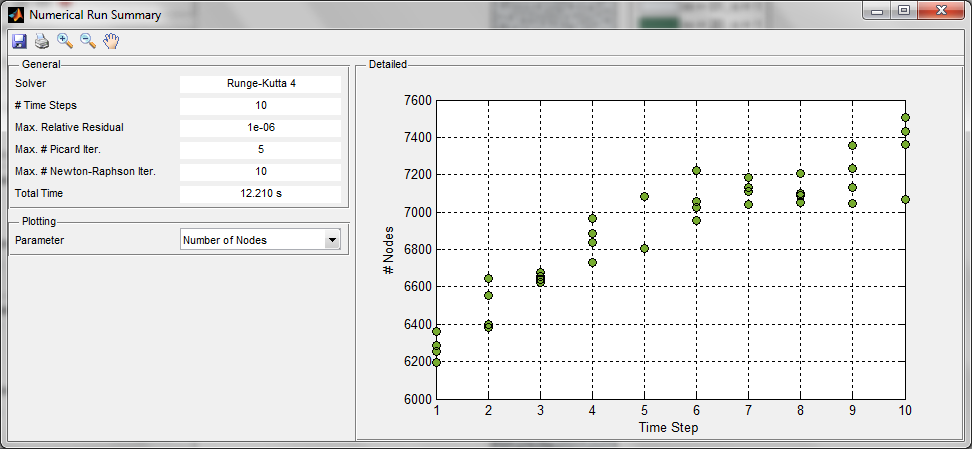 Numerical Run Summary
General
Solver Runge-Kutta 4
# Time Steps 10
Max. Relative Residual 1e-06
Max. # Picard Iter. 5
Max. # Newton-Raphson Iter. 10
Total Time 12.210 s
Plotting
Parameter Number of Nodes
Detailed
7600
7400
7200
7000
6800
6600
6400
6200
6000
# Nodes
1 2 3 4 5 6 7 8 9 10
Time Step